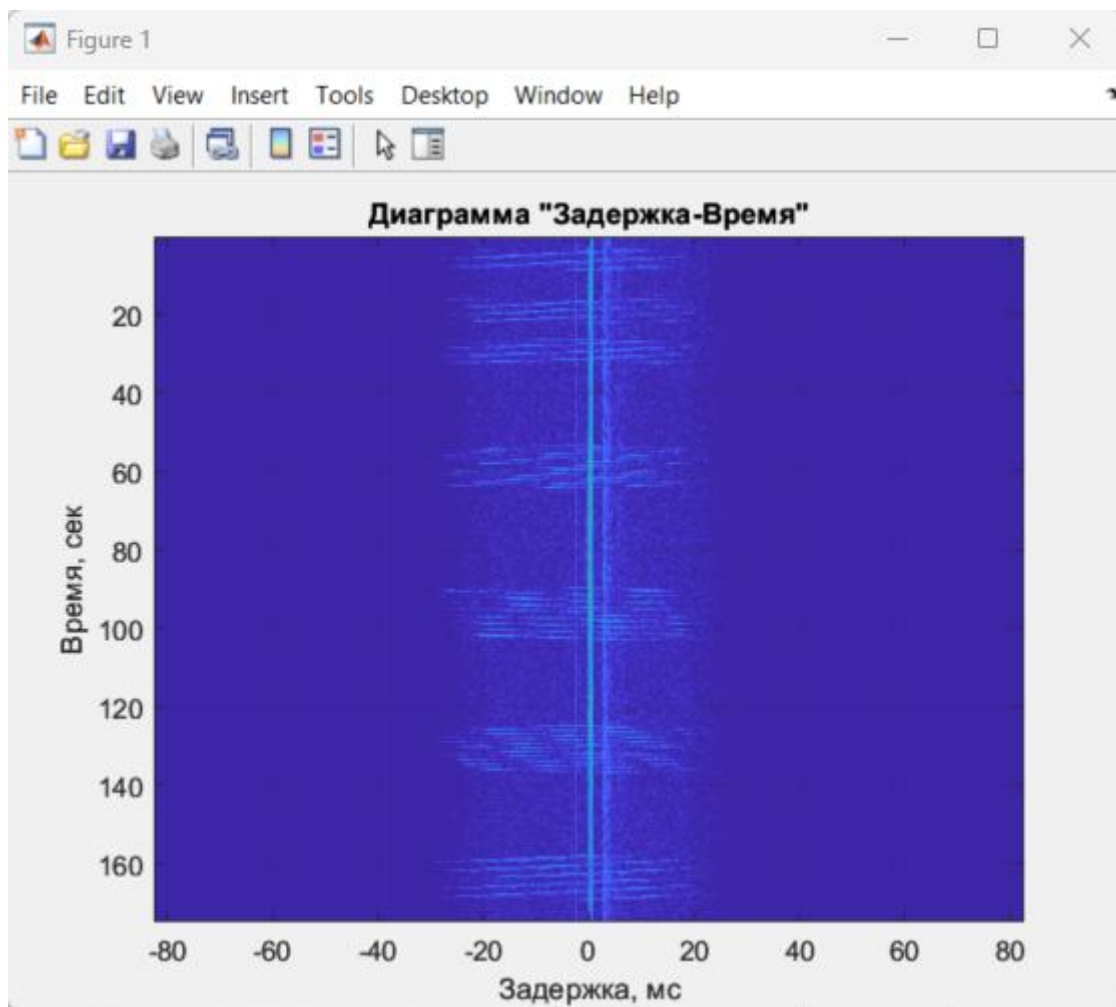 Figure 1
File Edit View Insert Tools Desktop Window Help
Диаграмма "Задержка-Время"
20
40
60
80
100
120
140
160
Время, сек
-80 -60 -40 -20 0 20 40 60 80
Задержка, мс